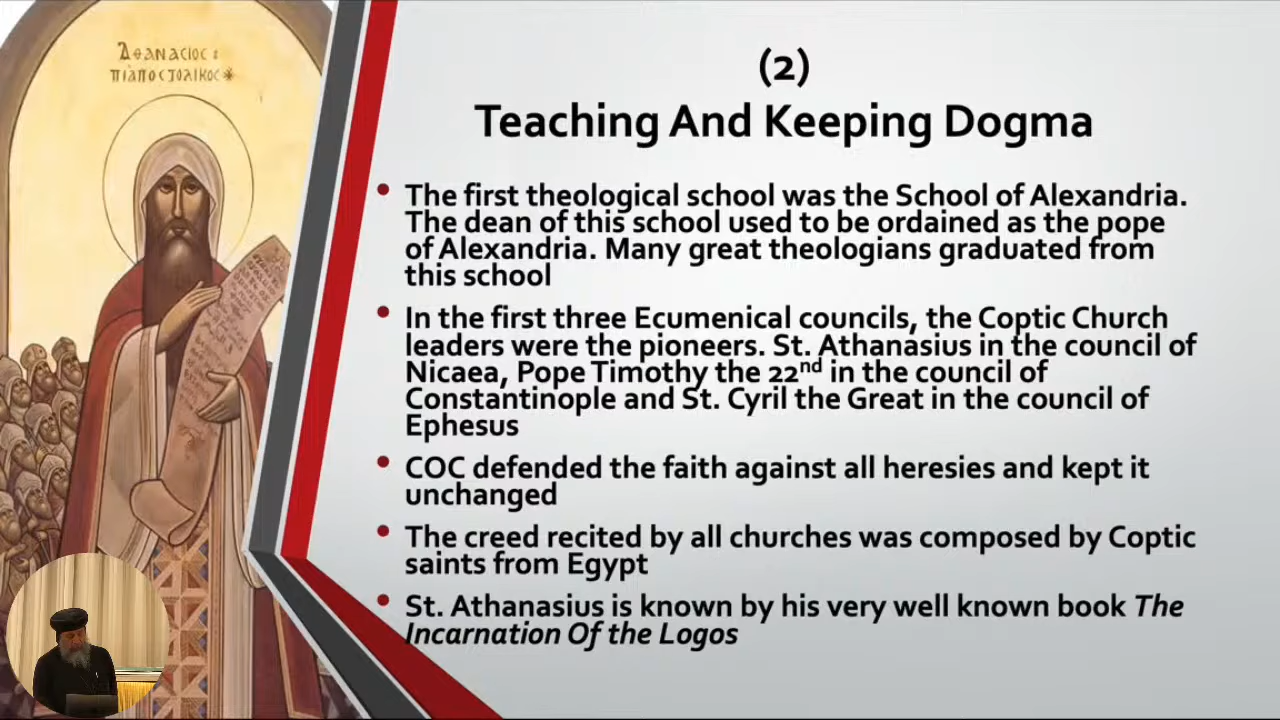 Ⲁ̀ⲑⲁⲛⲁⲥⲓⲟⲥ
ⲡⲓⲁ̀ⲡⲟⲥⲧⲟⲗⲓⲕⲟⲥ
(2)
Teaching And Keeping Dogma
• The first theological school was the School of Alexandria.
The dean of this school used to be ordained as the pope
of Alexandria. Many great theologians graduated from
this school
• In the first three Ecumenical councils, the Coptic Church
leaders were the pioneers. St. Athanasius in the council of
Nicaea, Pope Timothy the 22nd in the council of
Constantinople and St. Cyril the Great in the council of
Ephesus
• COC defended the faith against all heresies and kept it
unchanged
• The creed recited by all churches was composed by Coptic
saints from Egypt
• St. Athanasius is known by his very well known book The
Incarnation Of the Logos